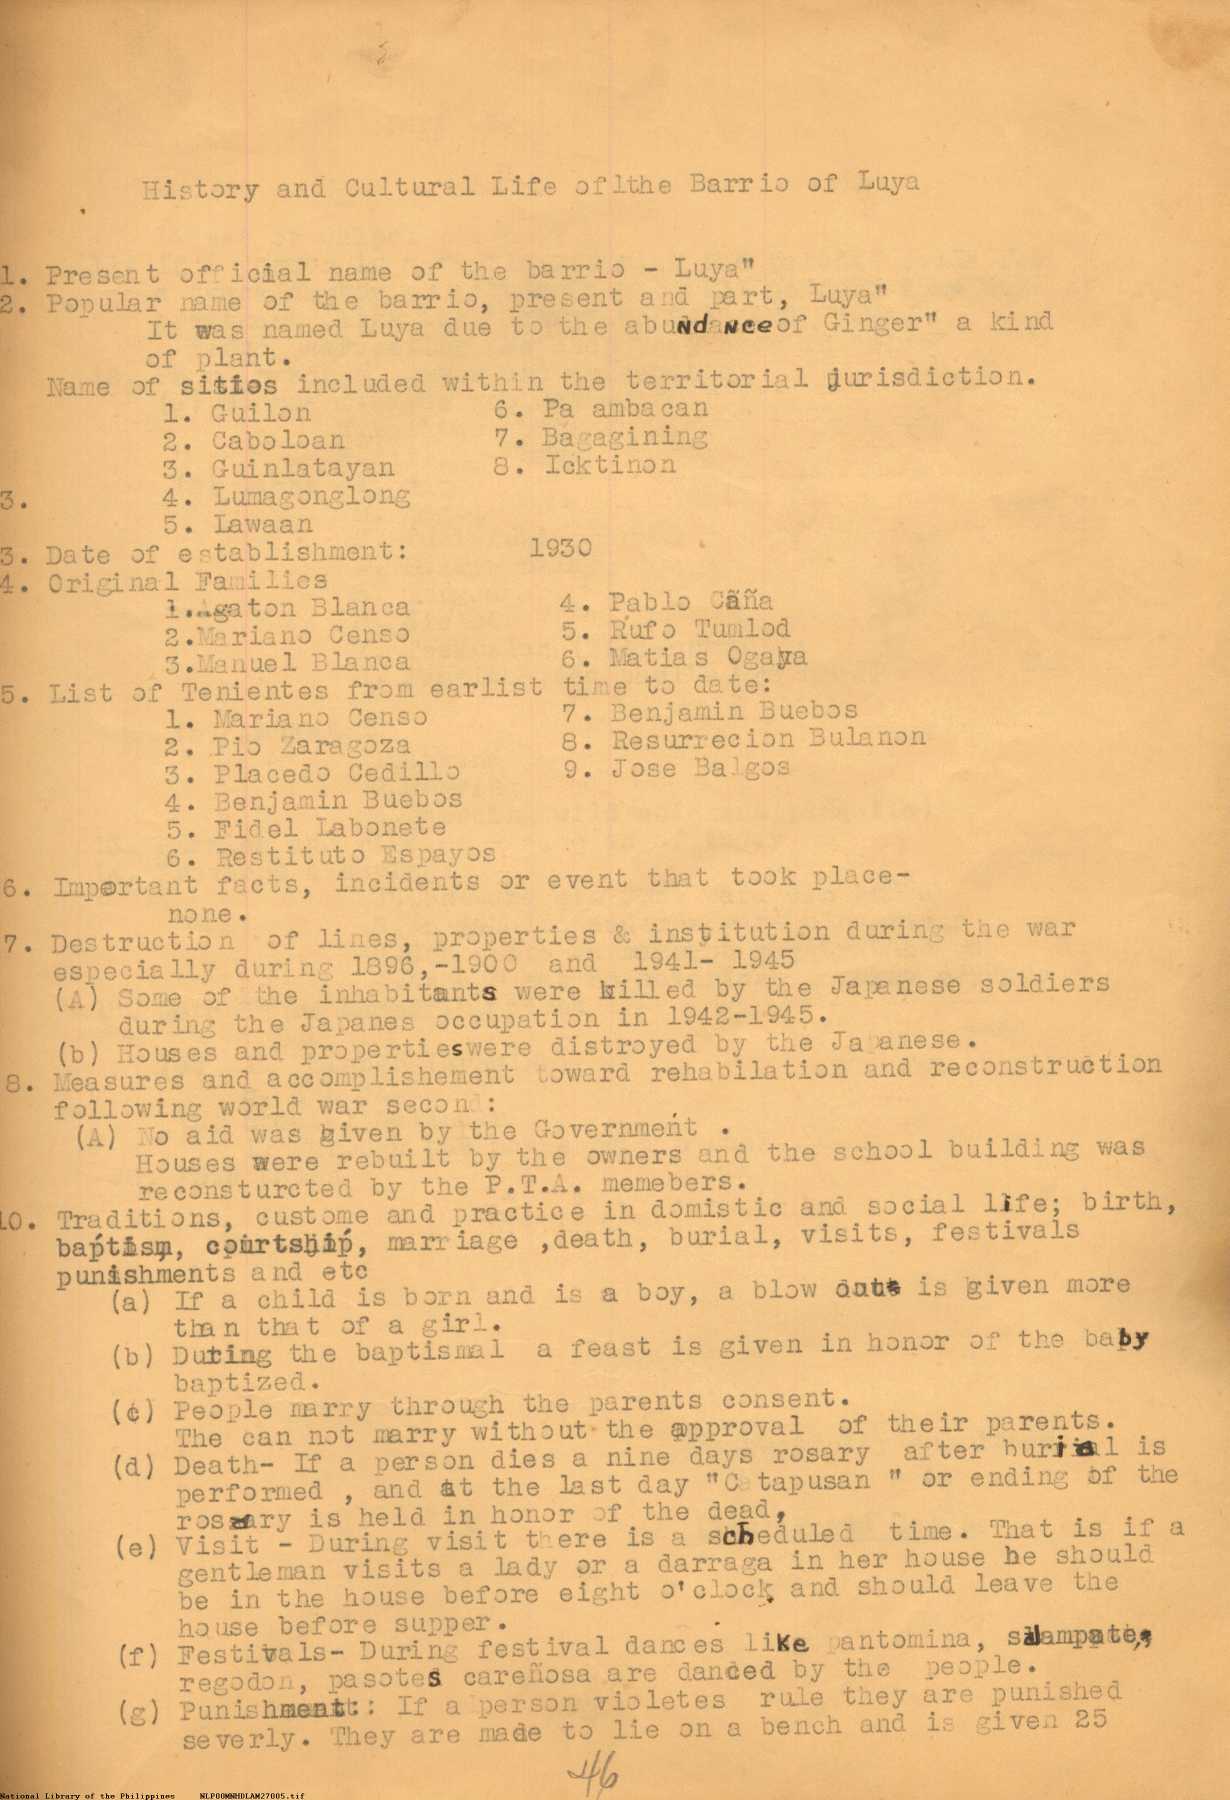 History and Cultural Life of lthe Barrio of Luya
1. Present official name of the barrio - Luya"
2. Popular name of the barrio, present and part, Luya"
It was named Luya due to the abundance of Ginger" a kind
of plant.
Name of sitios included within the territorial jurisdiction.
1. Guilon 6. Pa ambacan
2. Caboloan 7. Bagagining
3. Guinlatayan 8. Icktinon
3. 4. Lumagonglong
5. Lawaan
3. Date of establishment: 1930
4. Original Families
1. Agaton Blanca 4. Pablo Cãña
2. Mariano Censo 5. Rufo Tumlod
3. Manuel Blanca 6. Matias Ogaya
5. List of Tenientes from earlist time to date:
1. Mariano Censo 7. Benjamin Buebos
2. Pio Zaragoza 8. Resurrecion Bulanon
3. Placedo Cedillo 9. Jose Balgos
4. Benjamin Buebos
5. Fidel Labonete
6. Restituto Espayos
6. Important facts, incidents or event that took place-
none.
7. Destruction of lines, properties & institution during the war
especially during 1896,-1900 and 1941- 1945
(A) Some of the inhabitants were killed by the Japanese soldiers
during the Japanes occupation in 1942-1945.
(b) Houses and properties were distroyed by the Japanese.
8. Measures and accomplishement toward rehabilation and reconstruction
following world war second:
(A) No aid was given by the Government .
Houses were rebuilt by the owners and the school building was
reconsturcted by the P.T.A. memebers.
10. Traditions, custome and practice in domistic and social life; birth,
baptism, courtship, marriage ,death, burial, visits, festivals
punishments and etc
(a) If a child is born and is a boy, a blow is given more
than that of a girl.
(b) During the baptismal a feast is given in honor of the baby
baptized.
(c) People marry through the parents consent.
The can not marry without the approval of their parents.
(d) Death- If a person dies a nine days rosary after burial is
performed , and at the last day "Catapusan " or ending of the
rosary is held in honor of the dead,
(e) Visit - During visit there is a scheduled time. That is if a
gentleman visits a lady or a darraga in her house he should
be in the house before eight o'clock, and should leave the
house before supper.
(f) Festivals- During festival dances like pantomina,
regodon, pasotes careñosa are danced by the people.
(g) Punishment: If a person violetes rule they are punished
severly. They are made to lie on a bench and is given 25
46
National Library of the Philippines NLPOOMNHDLAM27005.tif